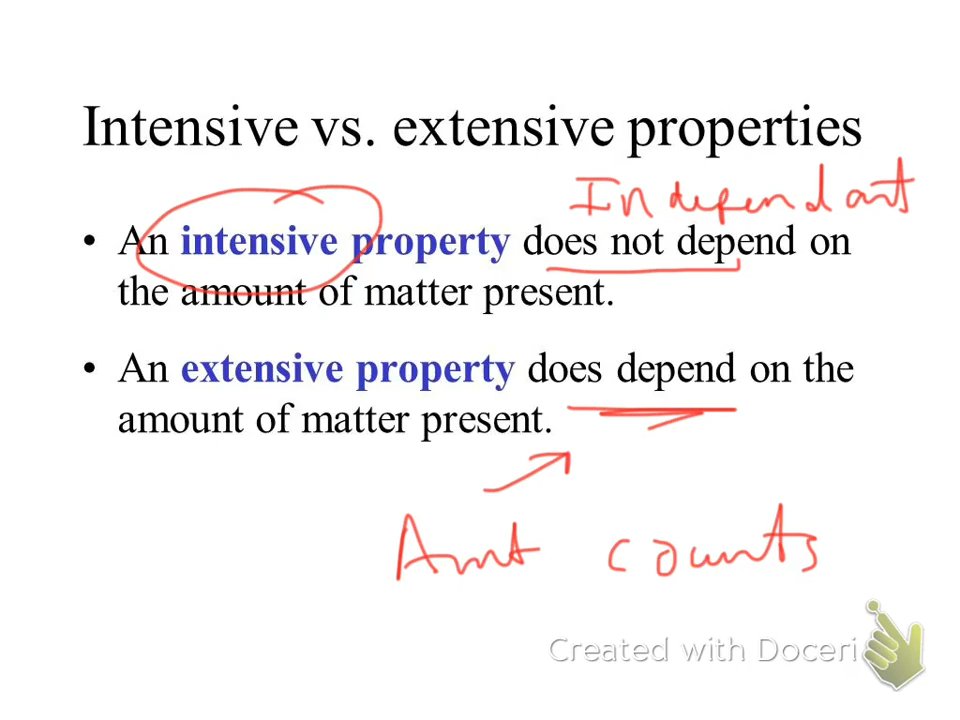 Intensive vs. extensive properties
Independant
• An intensive property does not depend on
the amount of matter present.
• An extensive property does depend on the
amount of matter present.
Amt counts
Created with Doceri